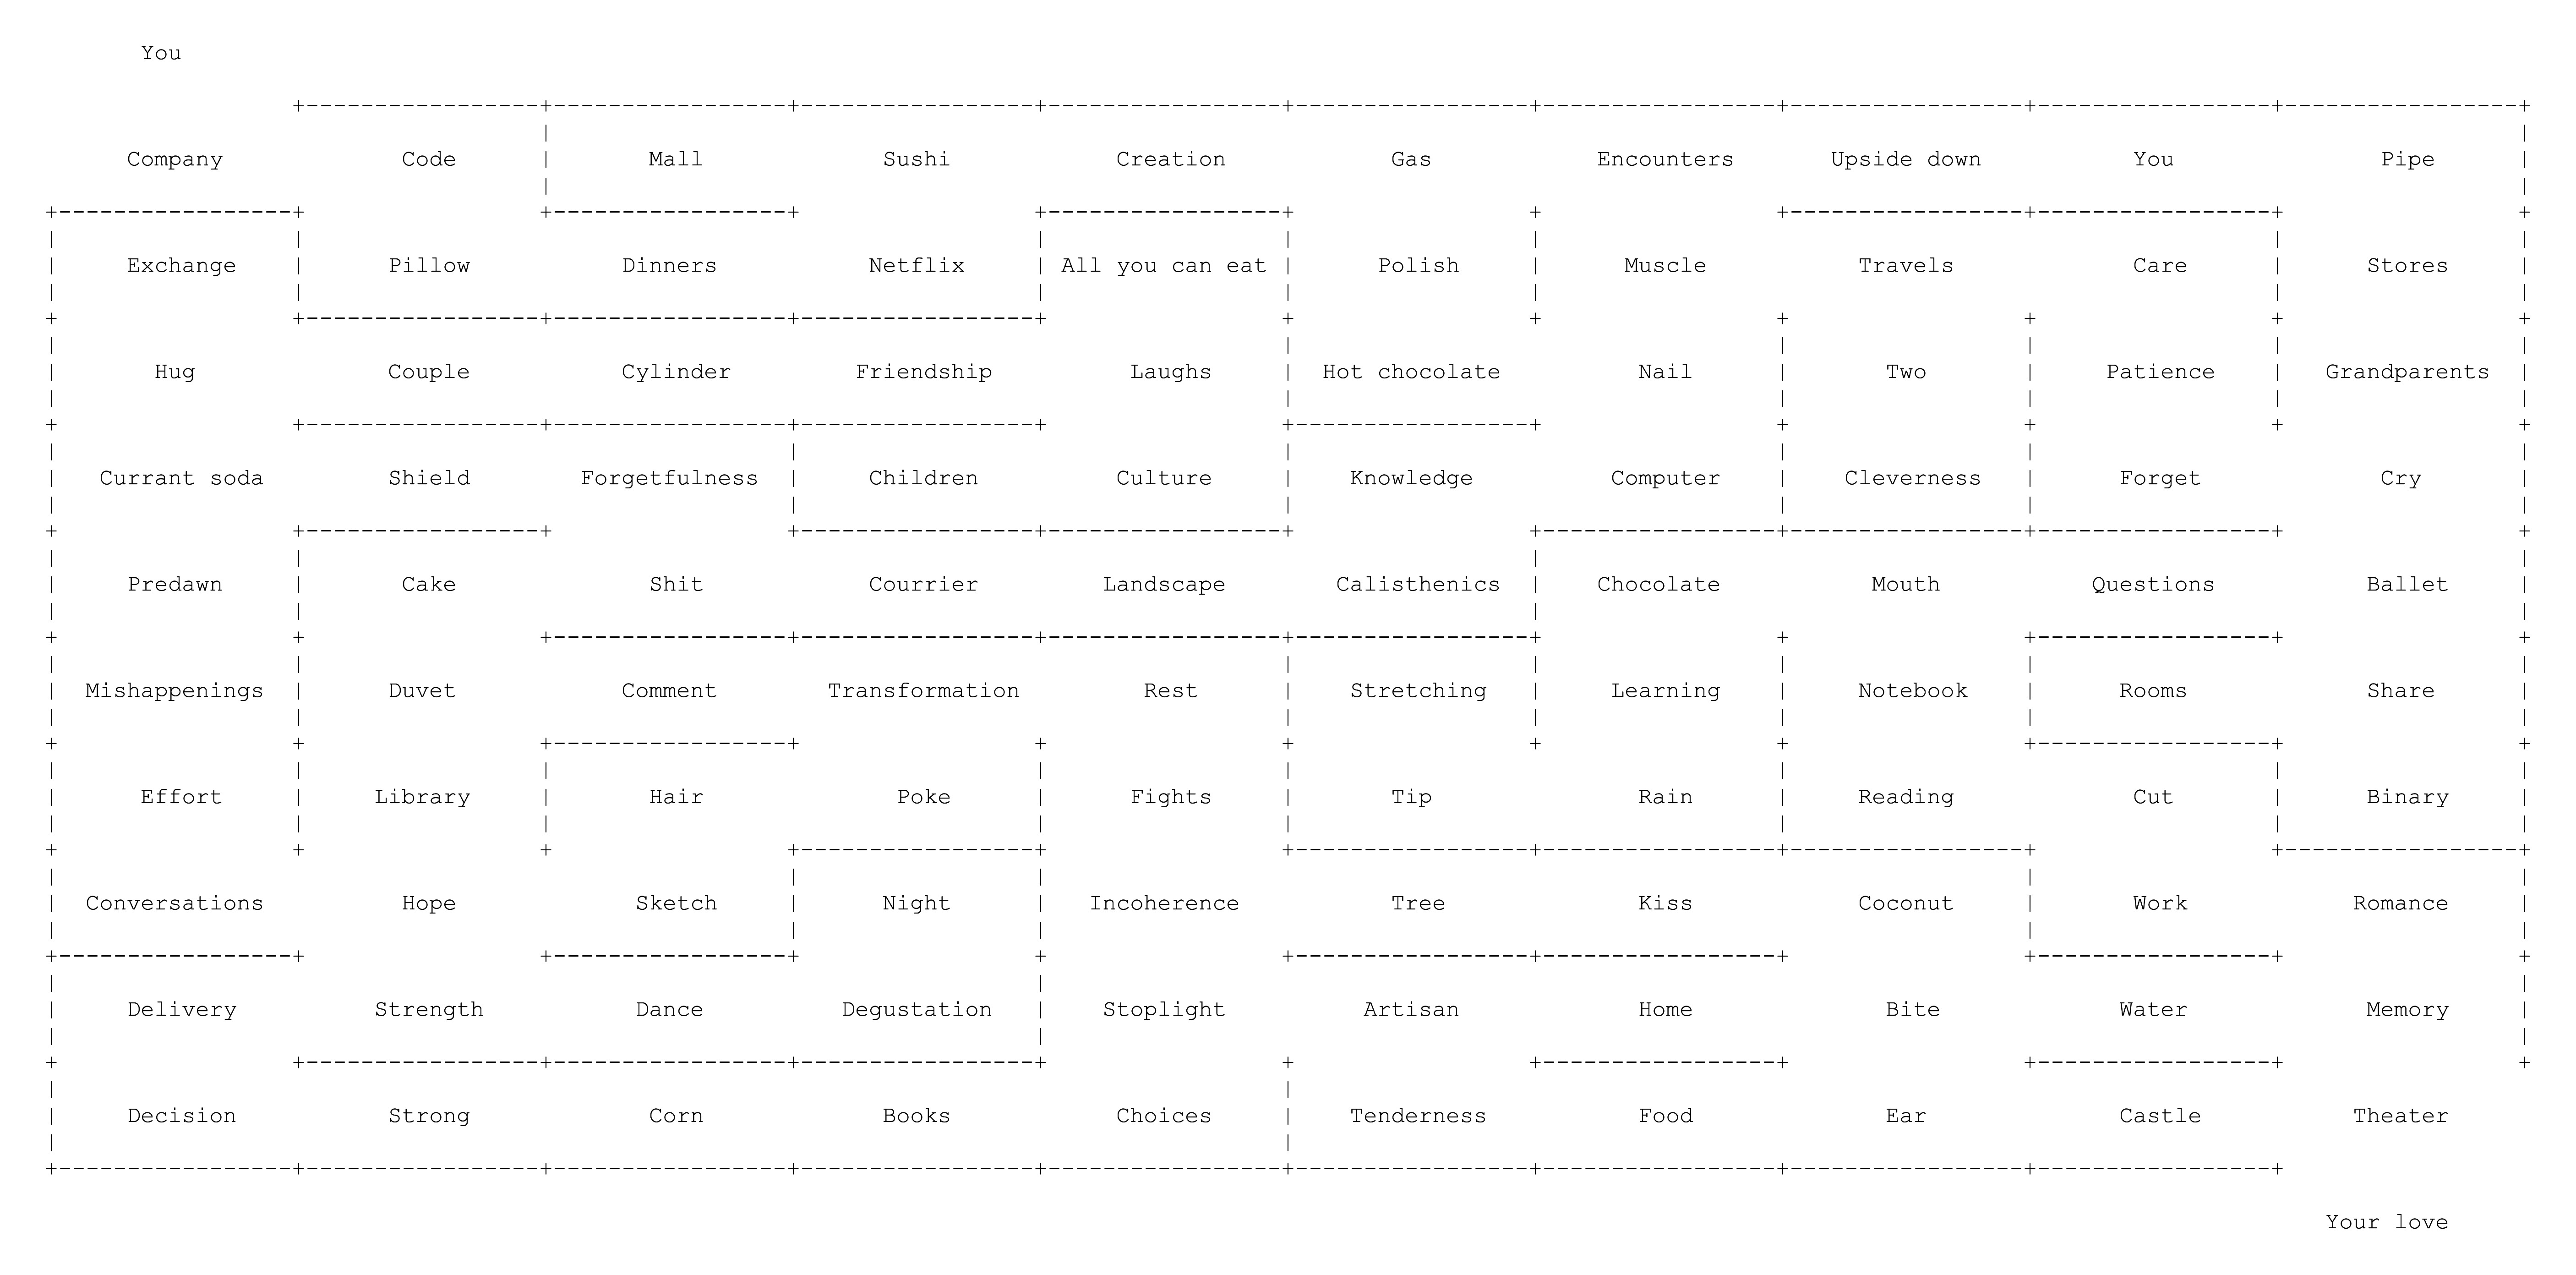 You
Company Code Mall Sushi Creation Gas Encounters Upside down You Pipe
Exchange Pillow Dinners Netflix All you can eat Polish Muscle Travels Care Stores
Hug Couple Cylinder Friendship Laughs Hot chocolate Nail Two Patience Grandparents
Currant soda Shield Forgetfulness Children Culture Knowledge Computer Cleverness Forget Cry
Predawn Cake Shit Courrier Landscape Calisthenics Chocolate Mouth Questions Ballet
Mishappenings Duvet Comment Transformation Rest Stretching Learning Notebook Rooms Share
Effort Library Hair Poke Fights Tip Rain Reading Cut Binary
Conversations Hope Sketch Night Incoherence Tree Kiss Coconut Work Romance
Delivery Strength Dance Degustation Stoplight Artisan Home Bite Water Memory
Decision Strong Corn Books Choices Tenderness Food Ear Castle Theater
Your love